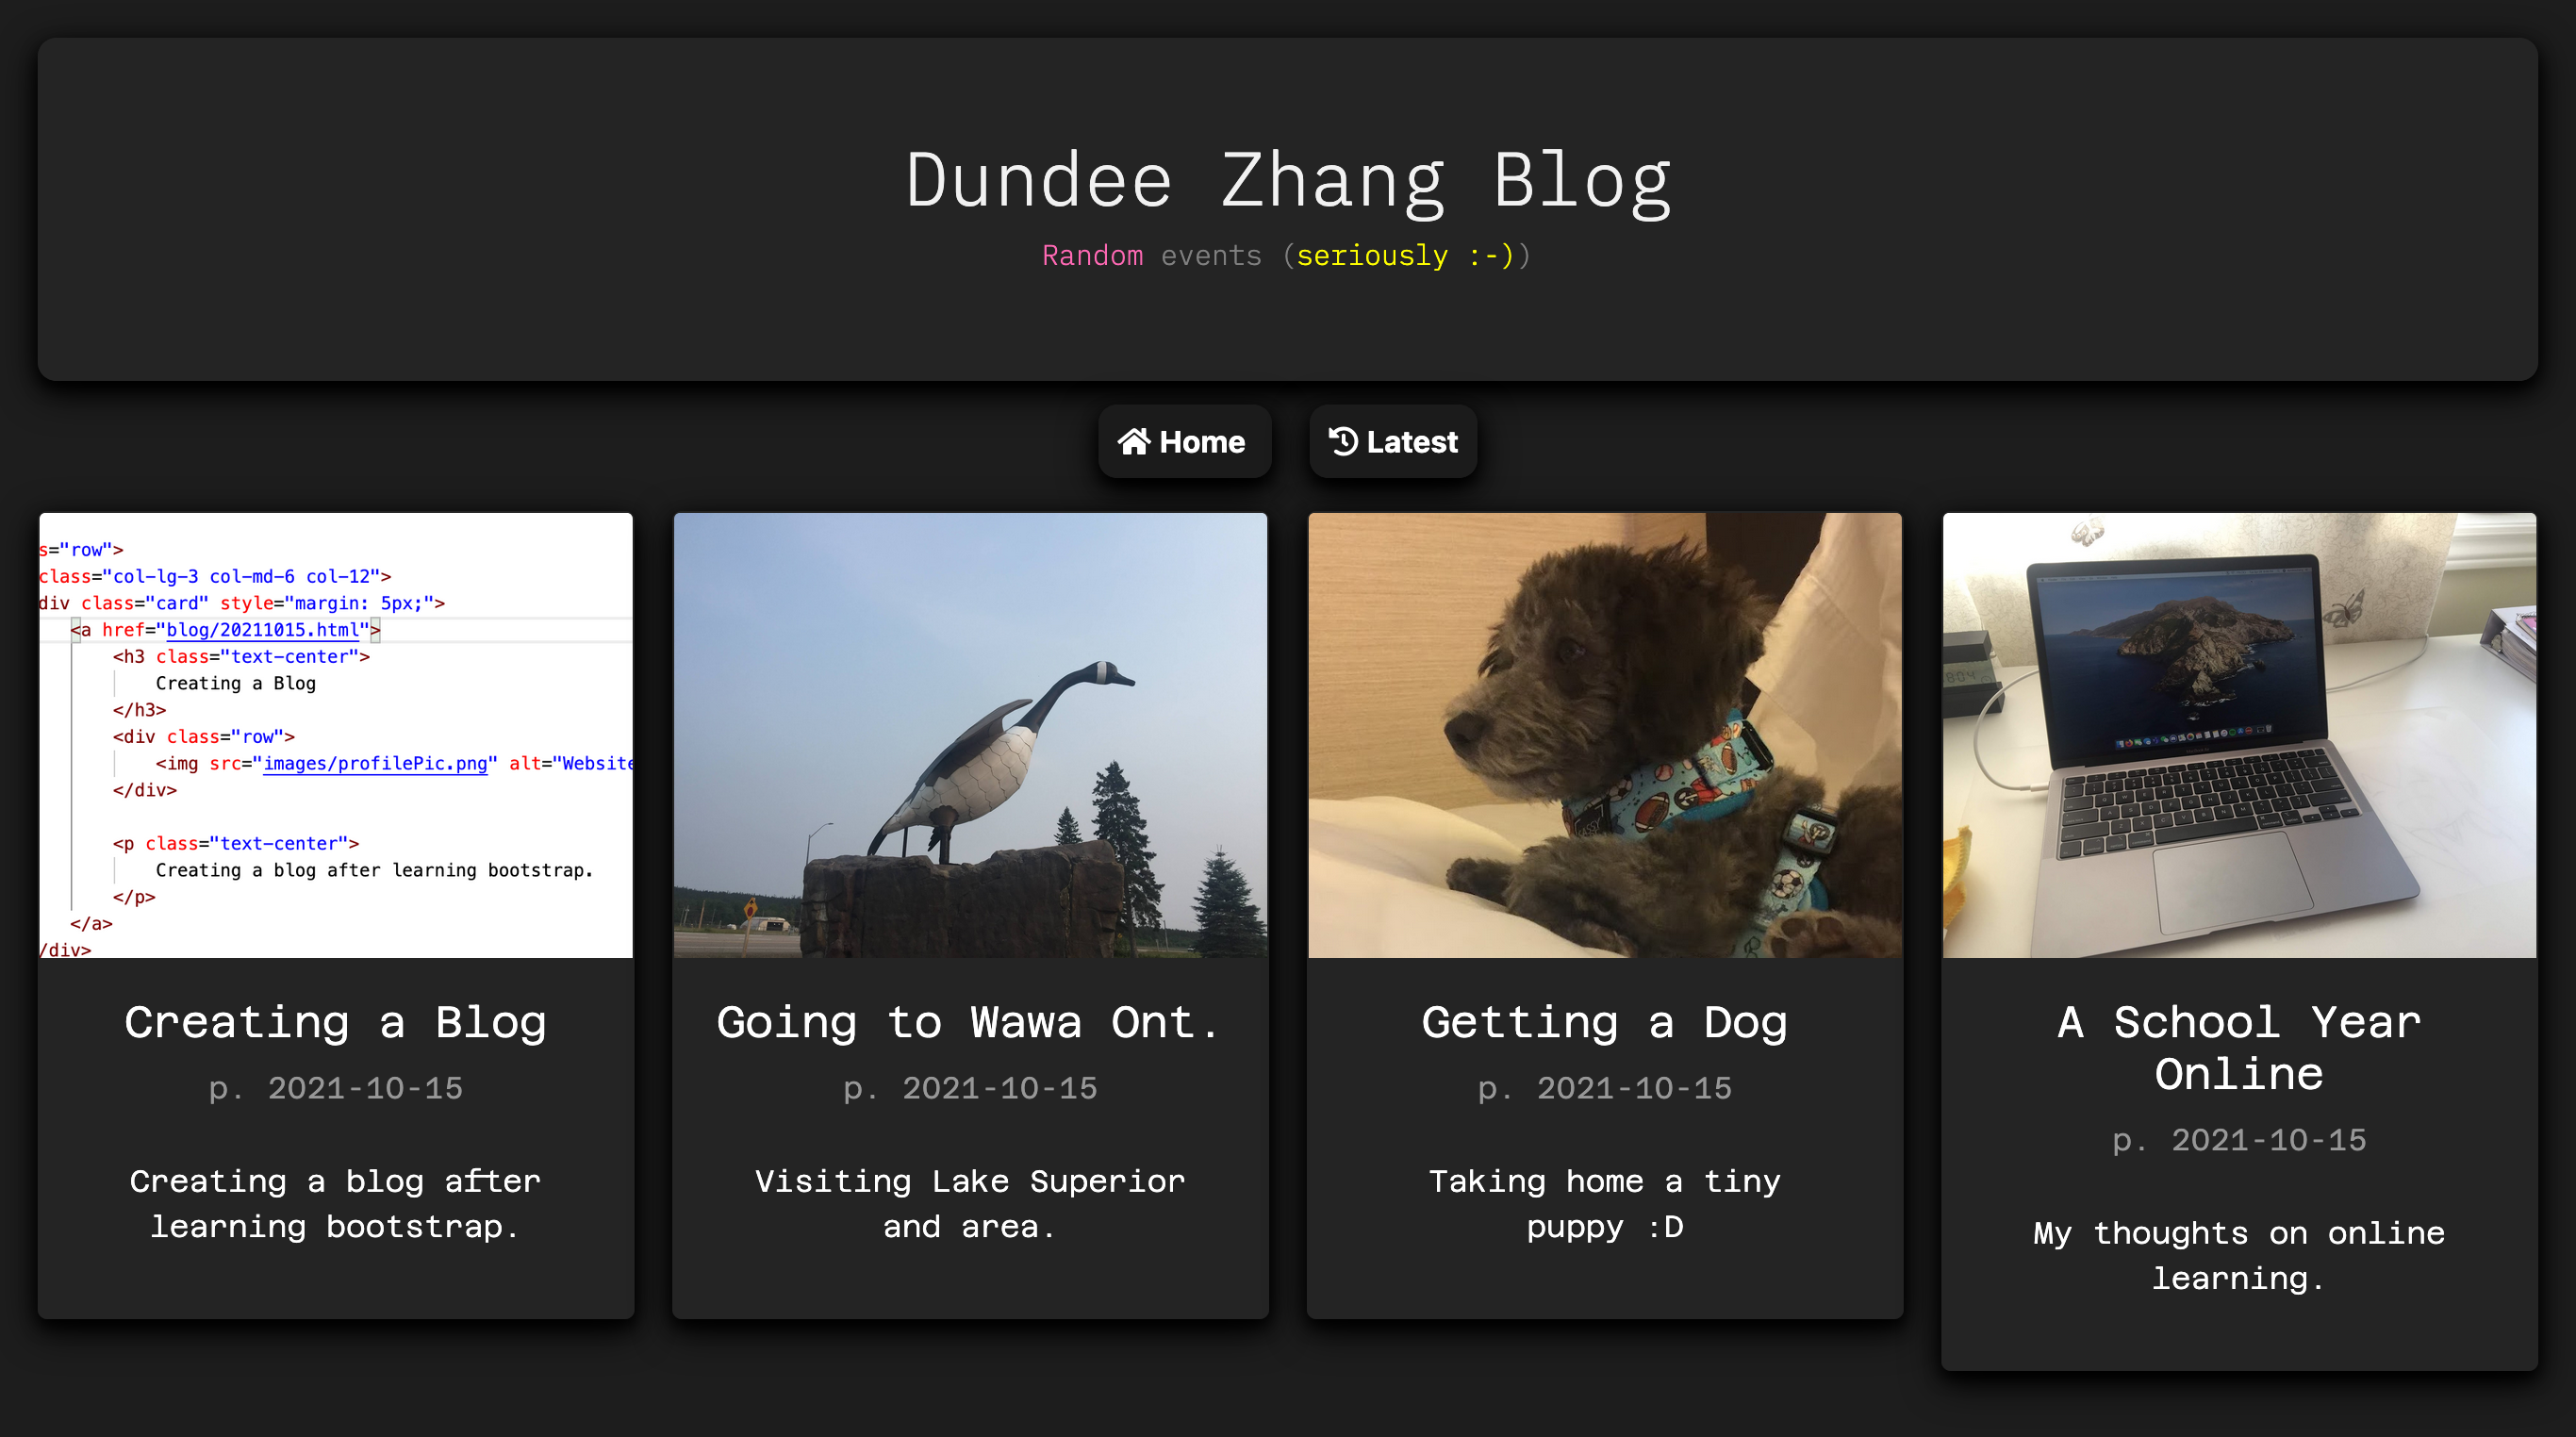 Dundee Zhang Blog
Random events (seriously :-))
Home
Latest
s="row">
class="col-lg-3 col-md-6 col-12">
div class="card" style="margin: 5px;">
<a href="blog/20211015.html">
<h3 class="text-center">
Creating a Blog
</h3>
<div class="row">
<img src="images/profilePic.png" alt="Website
</div>
<p class="text-center">
Creating a blog after learning bootstrap.
</p>
</a>
/div>
Creating a Blog
p. 2021-10-15
Creating a blog after
learning bootstrap.
Going to Wawa Ont.
p. 2021-10-15
Visiting Lake Superior
and area.
Getting a Dog
p. 2021-10-15
Taking home a tiny
puppy :D
A School Year
Online
p. 2021-10-15
My thoughts on online
learning.